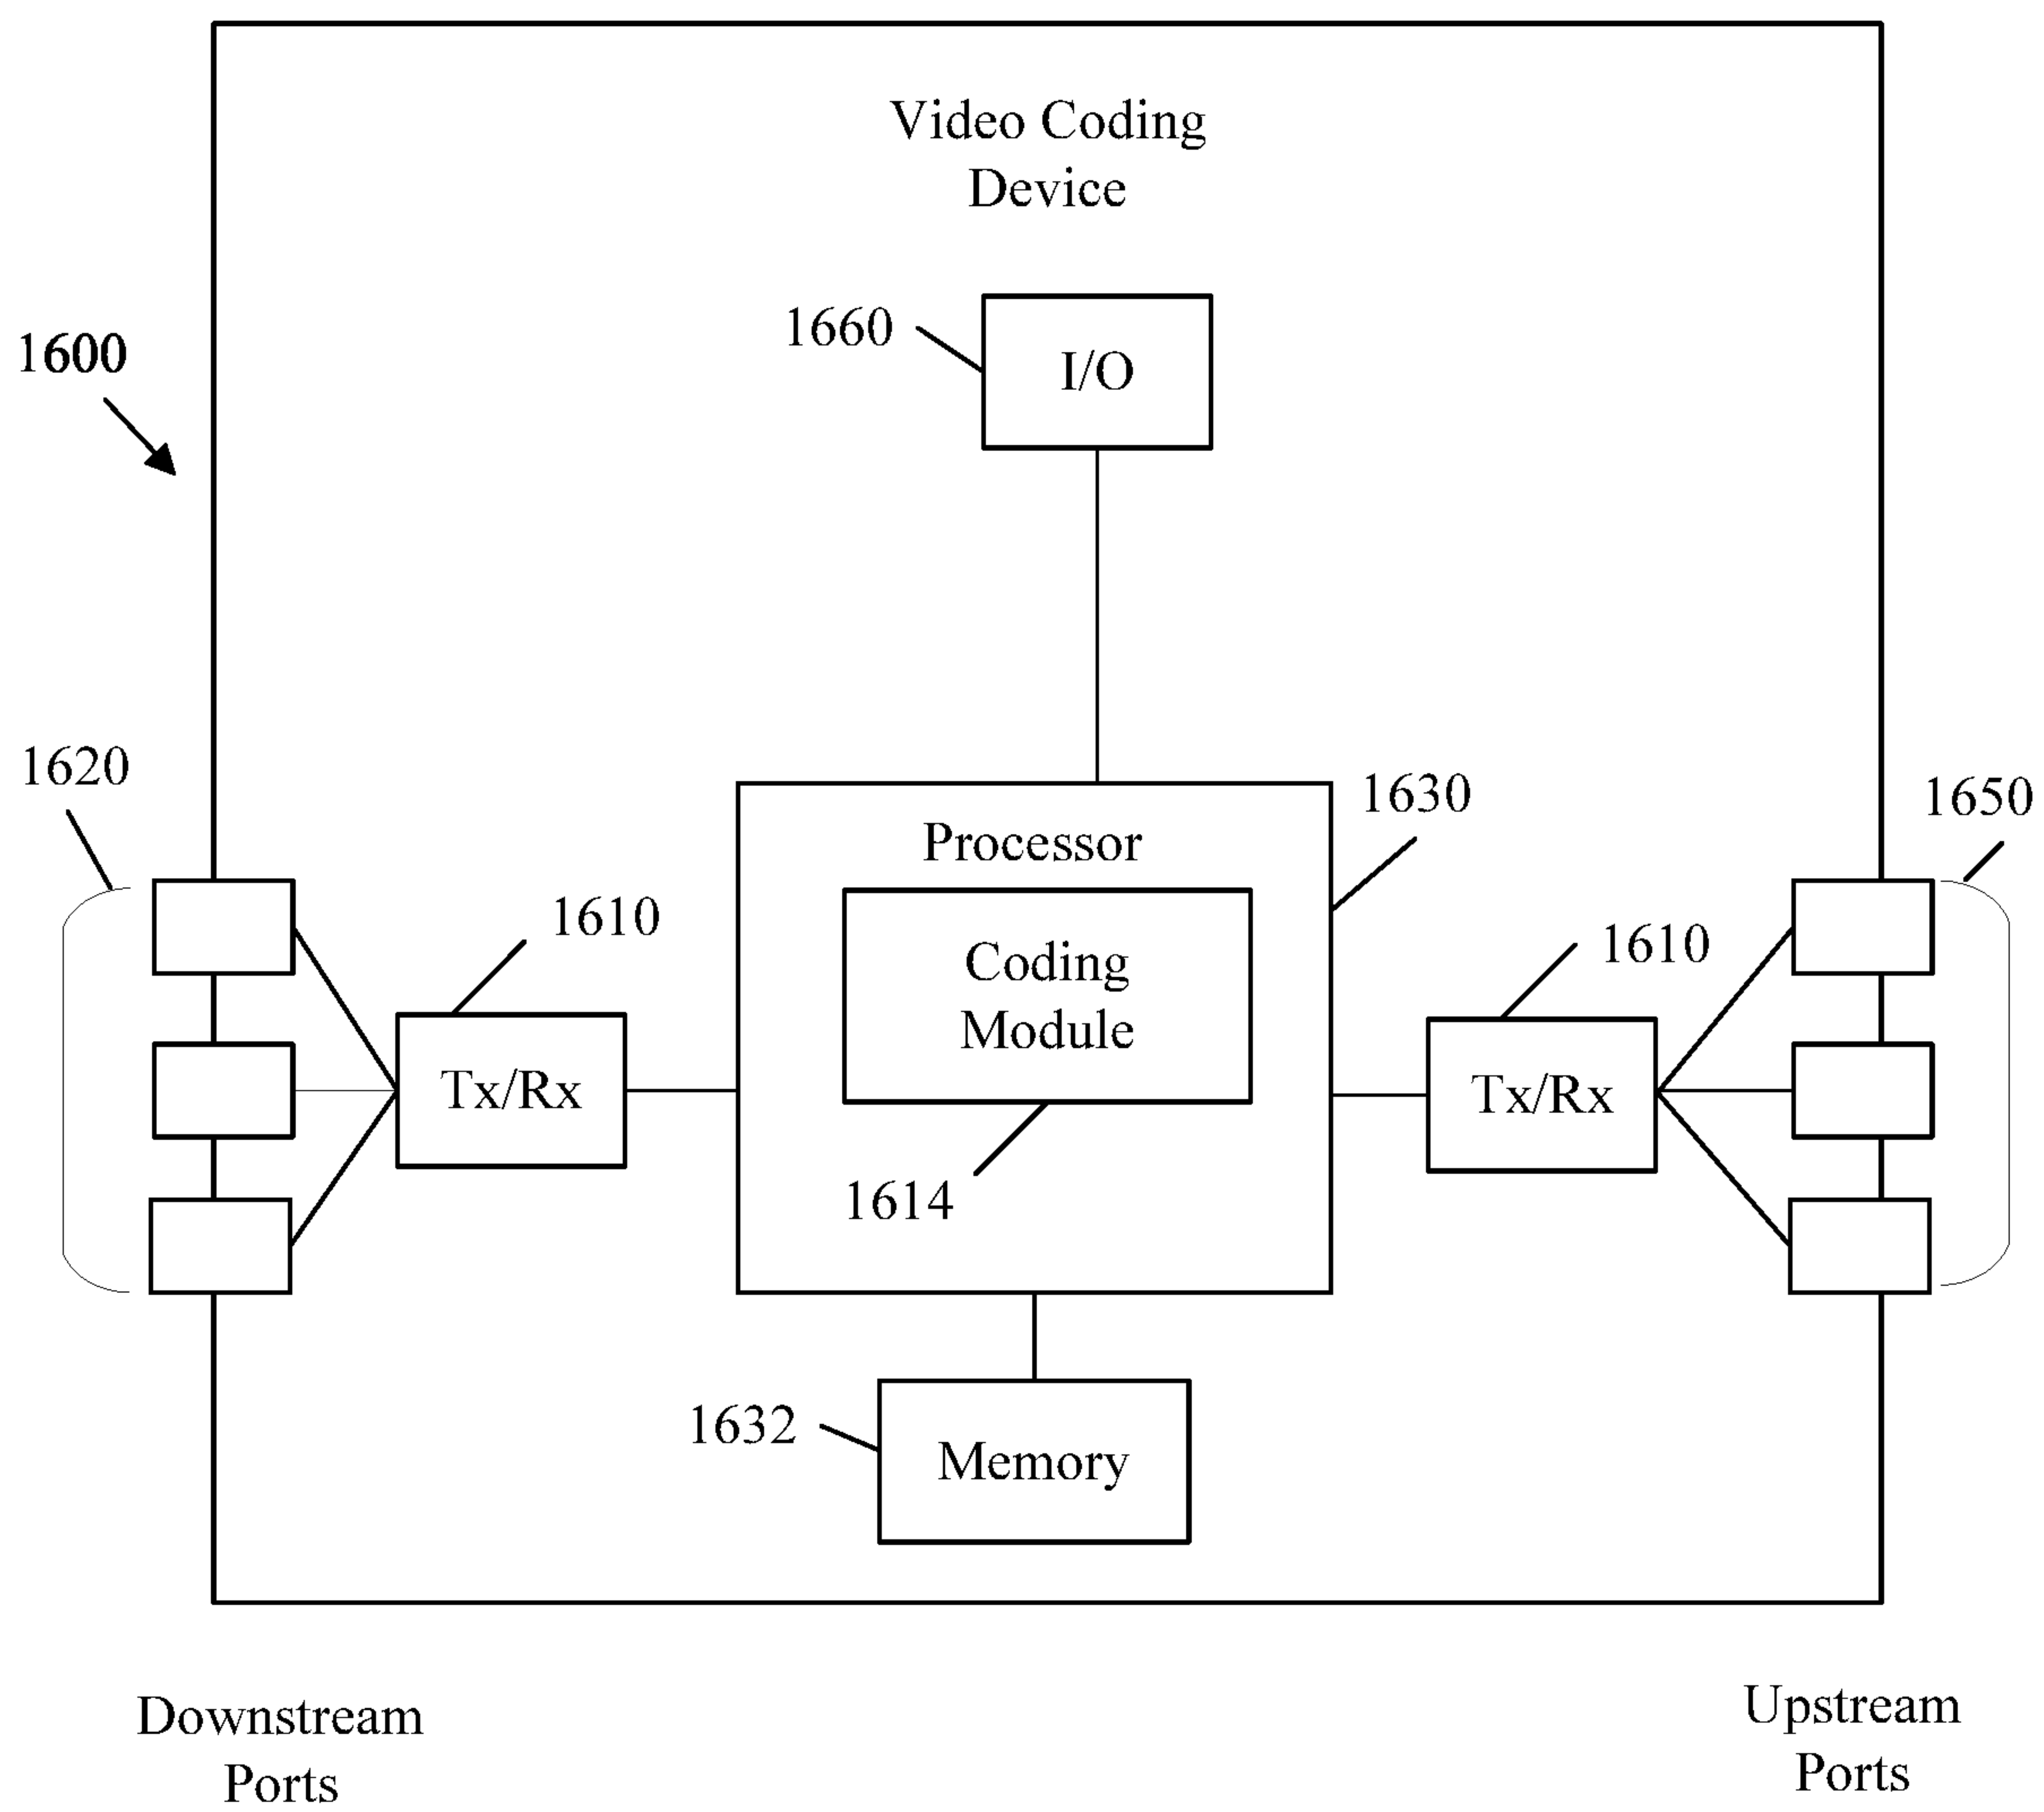 Video Coding
Device
1660
I/O
1600
1620
1630
1650
Processor
1610
Coding
Module
1610
Tx/Rx
Tx/Rx
1614
1632
Memory
Downstream
Ports
Upstream
Ports